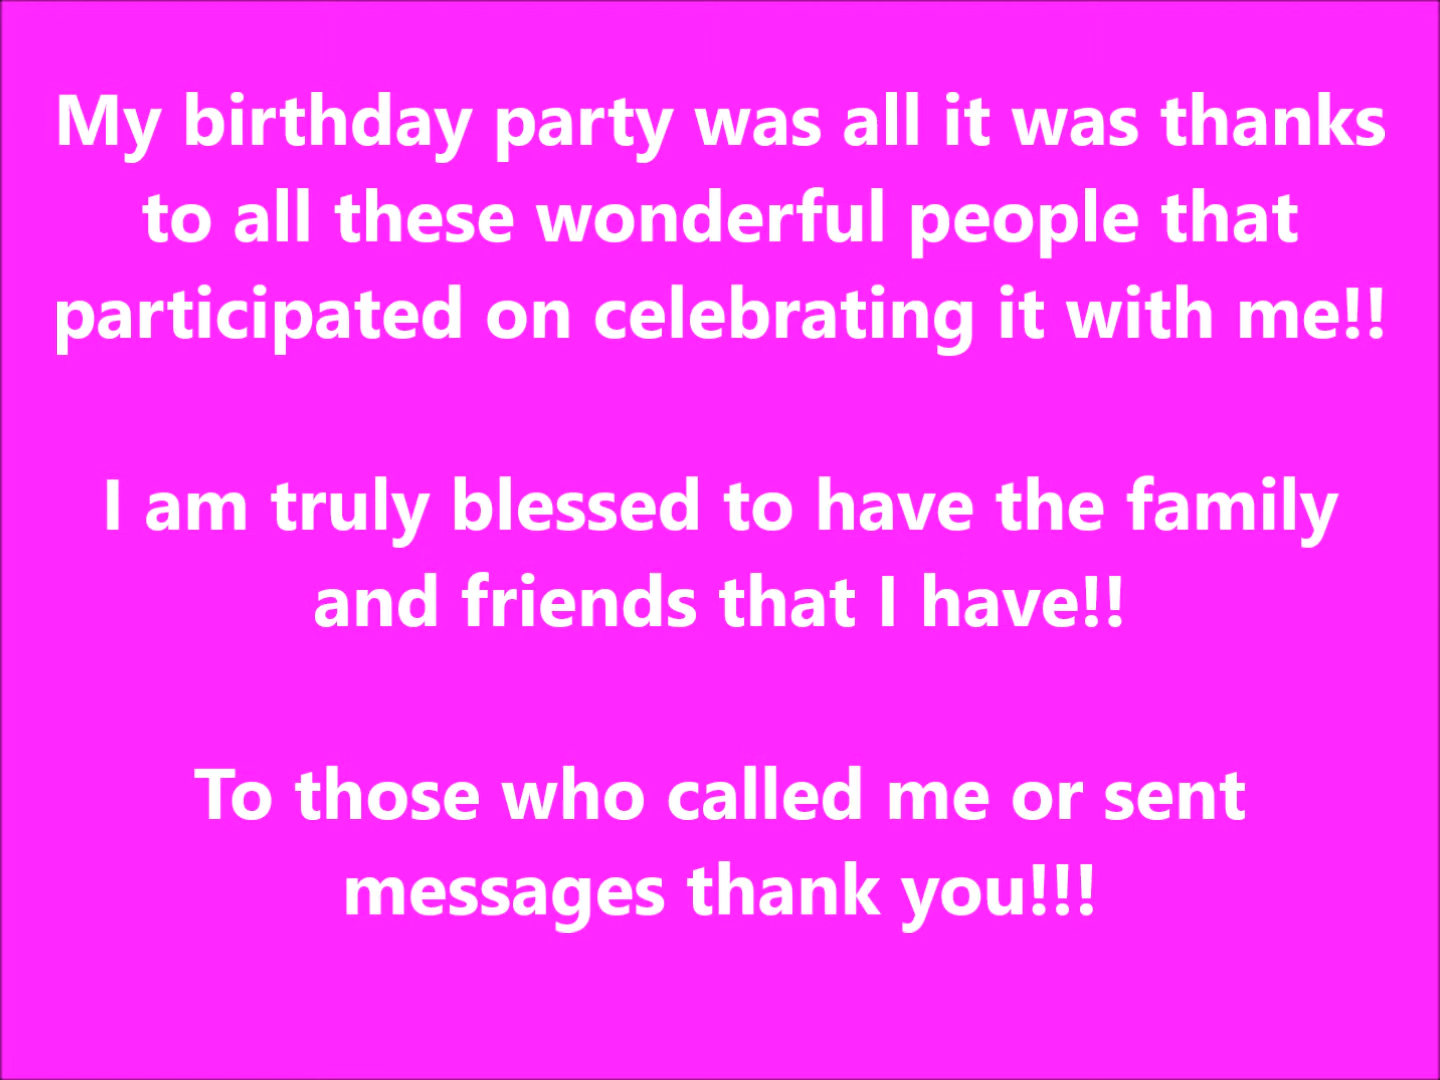 My birthday party was all it was thanks
to all these wonderful people that
participated on celebrating it with me!!
I am truly blessed to have the family
and friends that I have!!
To those who called me or sent
messages thank you!!!